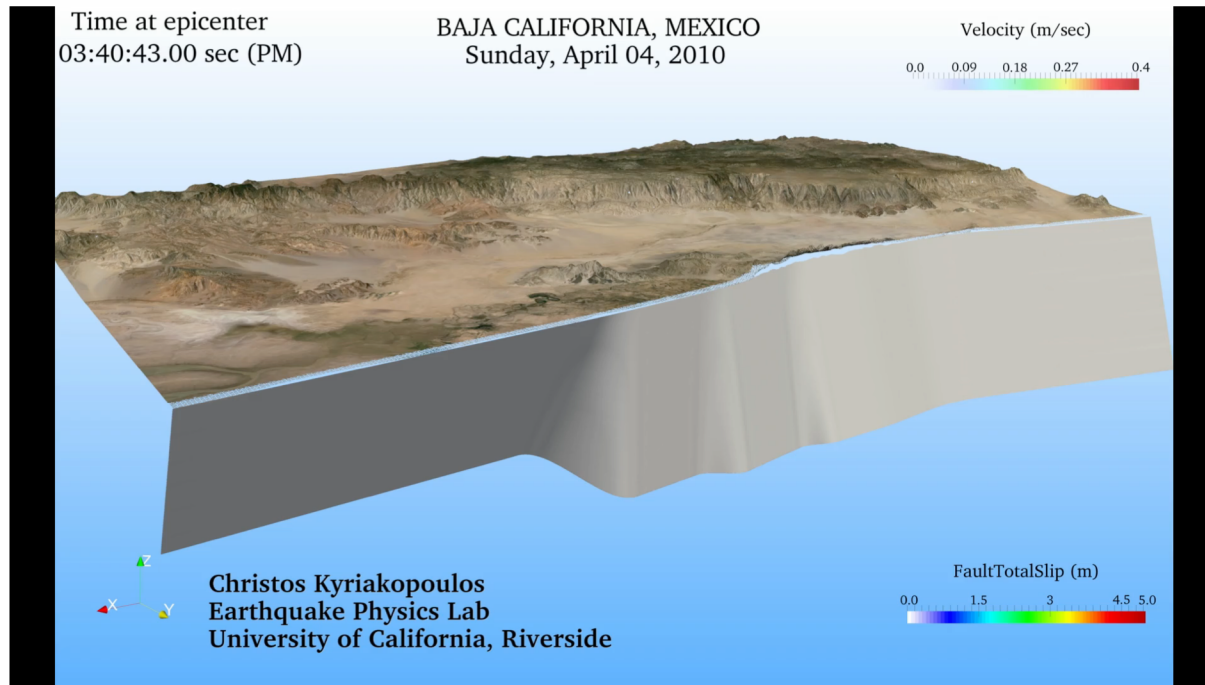 Time at epicenter
03:40:43.00 sec (PM)
BAJA CALIFORNIA, MEXICO
Sunday, April 04, 2010
Velocity (m/sec)
0.0 0.09 0.18 0.27 0.4
Z
X
Y
Christos Kyriakopoulos
Earthquake Physics Lab
University of California, Riverside
FaultTotalSlip (m)
0.0 1.5 3 4.5 5.0